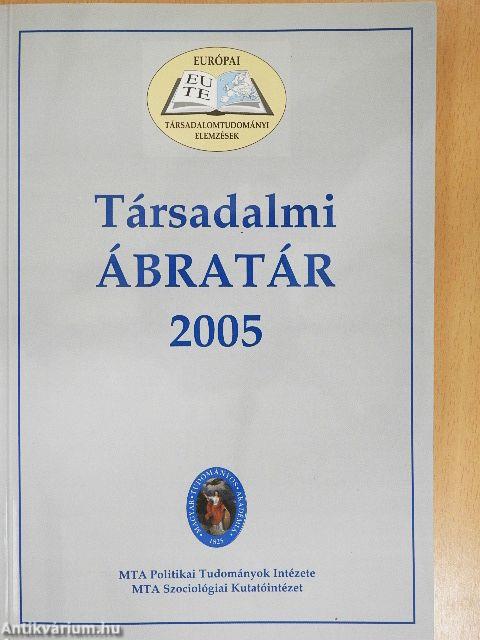 EURÓPAI
EU
TE
TÁRSADALOMTUDOMÁNYI
ELEMZÉSEK
Társadalmi
ÁBRATÁR
2005
MAGYAR · TUDOMÁNYOS · AKADÉMIA
1825
MTA Politikai Tudományok Intézete
MTA Szociológiai Kutatóintézet
Antikvárium.hu